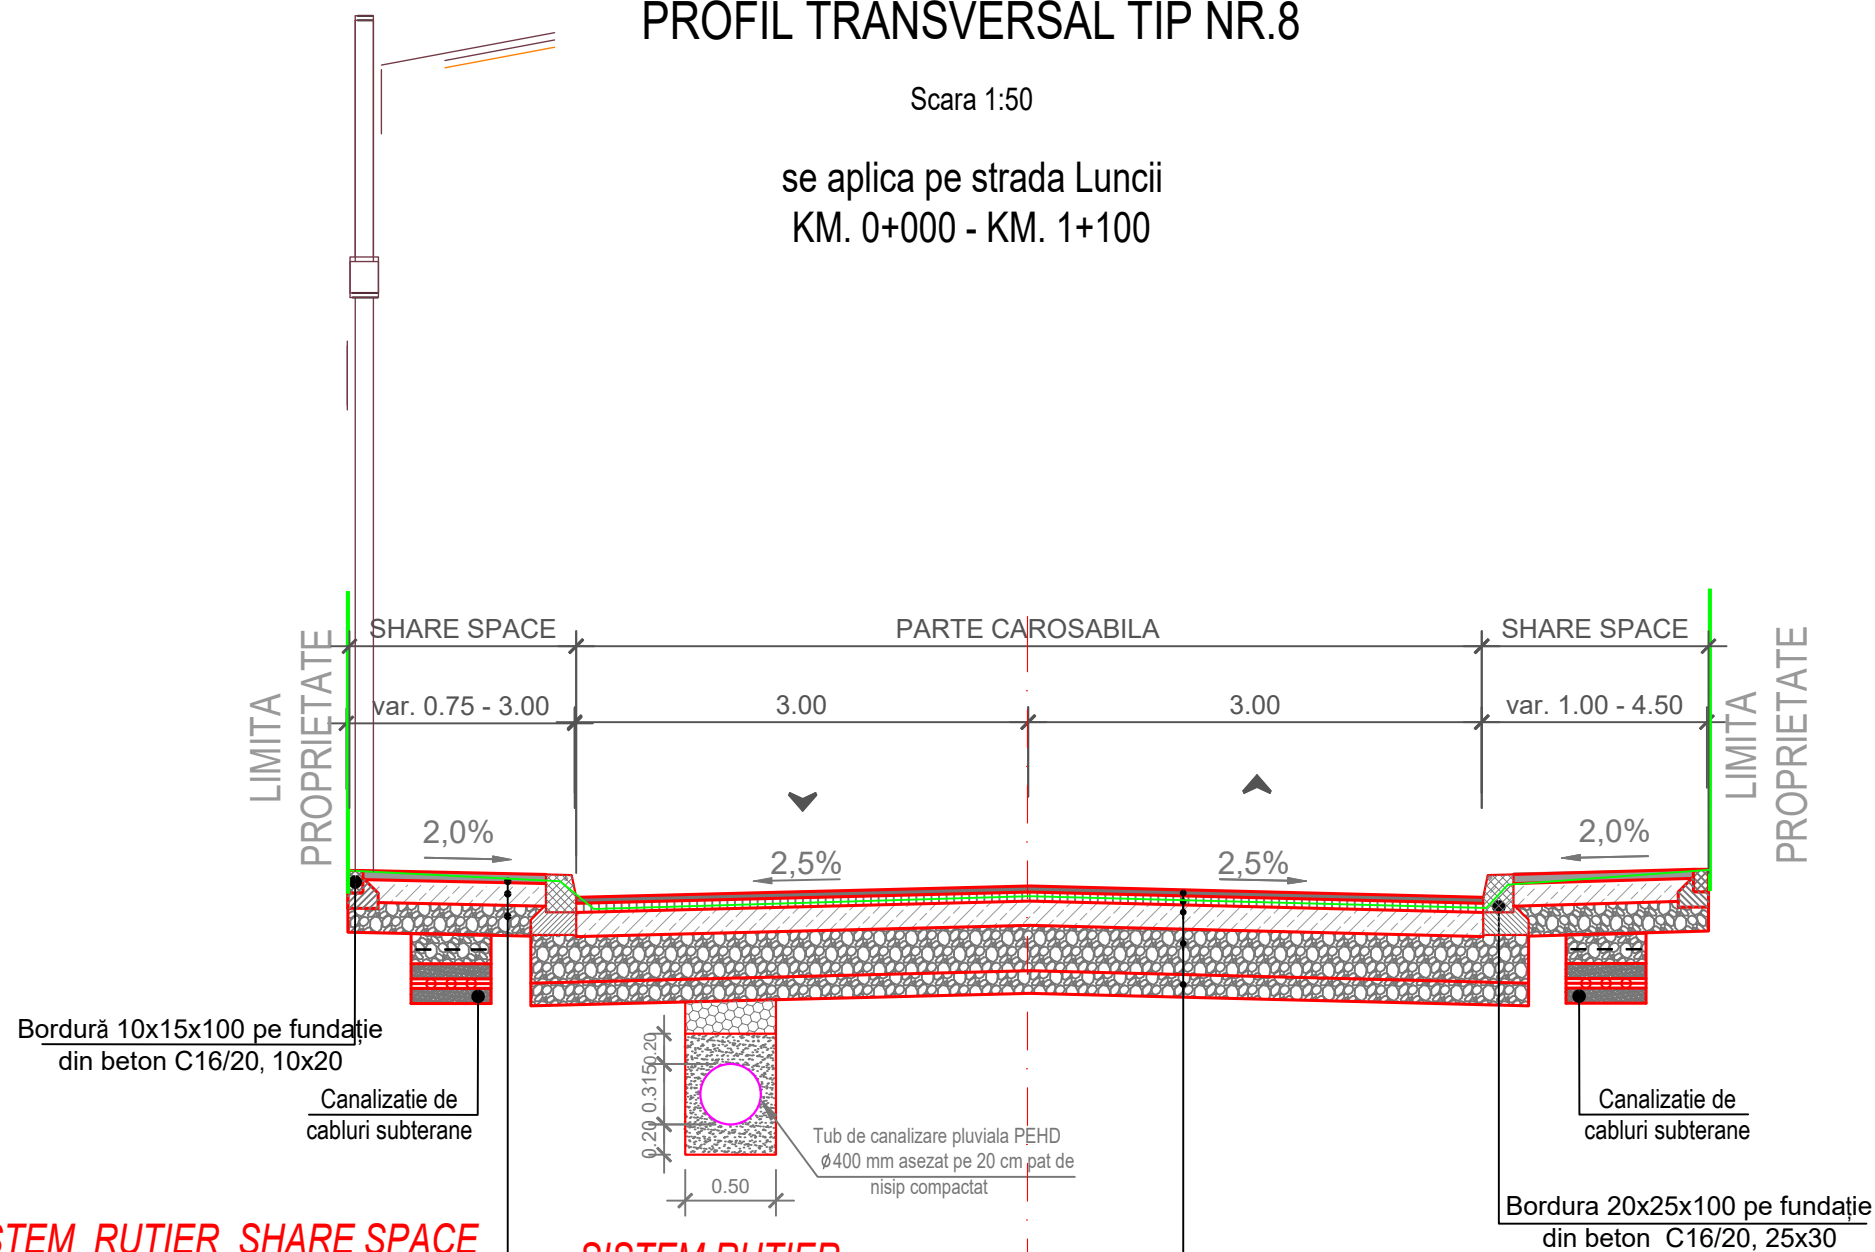 PROFIL TRANSVERSAL TIP NR.8
Scara 1:50
se aplica pe strada Luncii
KM. 0+000 - KM. 1+100
SHARE SPACE
PARTE CAROSABILA
SHARE SPACE
LIMITA
PROPRIETATE
var. 0.75 - 3.00
3.00
3.00
var. 1.00 - 4.50
LIMITA
PROPRIETATE
2,0%
2,5%
2,5%
2,0%
Bordură 10x15x100 pe fundație
din beton C16/20, 10x20
Canalizatie de
cabluri subterane
0.20
0.315
0.20
0.50
Tub de canalizare pluviala PEHD
Ø400 mm asezat pe 20 cm pat de
nisip compactat
Canalizatie de
cabluri subterane
Bordura 20x25x100 pe fundație
din beton C16/20, 25x30
STEM RUTIER SHARE SPACE
SISTEM RUTIER